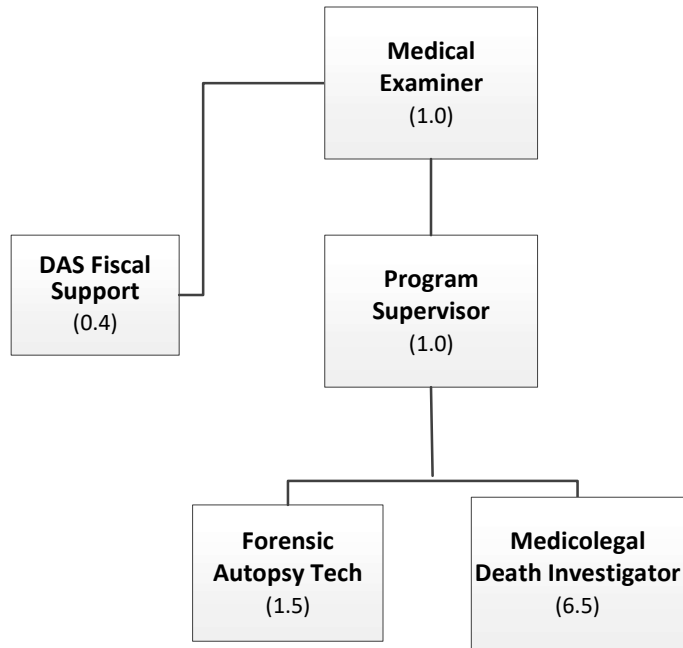 Medical
Examiner
(1.0)
DAS Fiscal
Support
(0.4)
Program
Supervisor
(1.0)
Forensic
Autopsy Tech
(1.5)
Medicolegal
Death Investigator
(6.5)